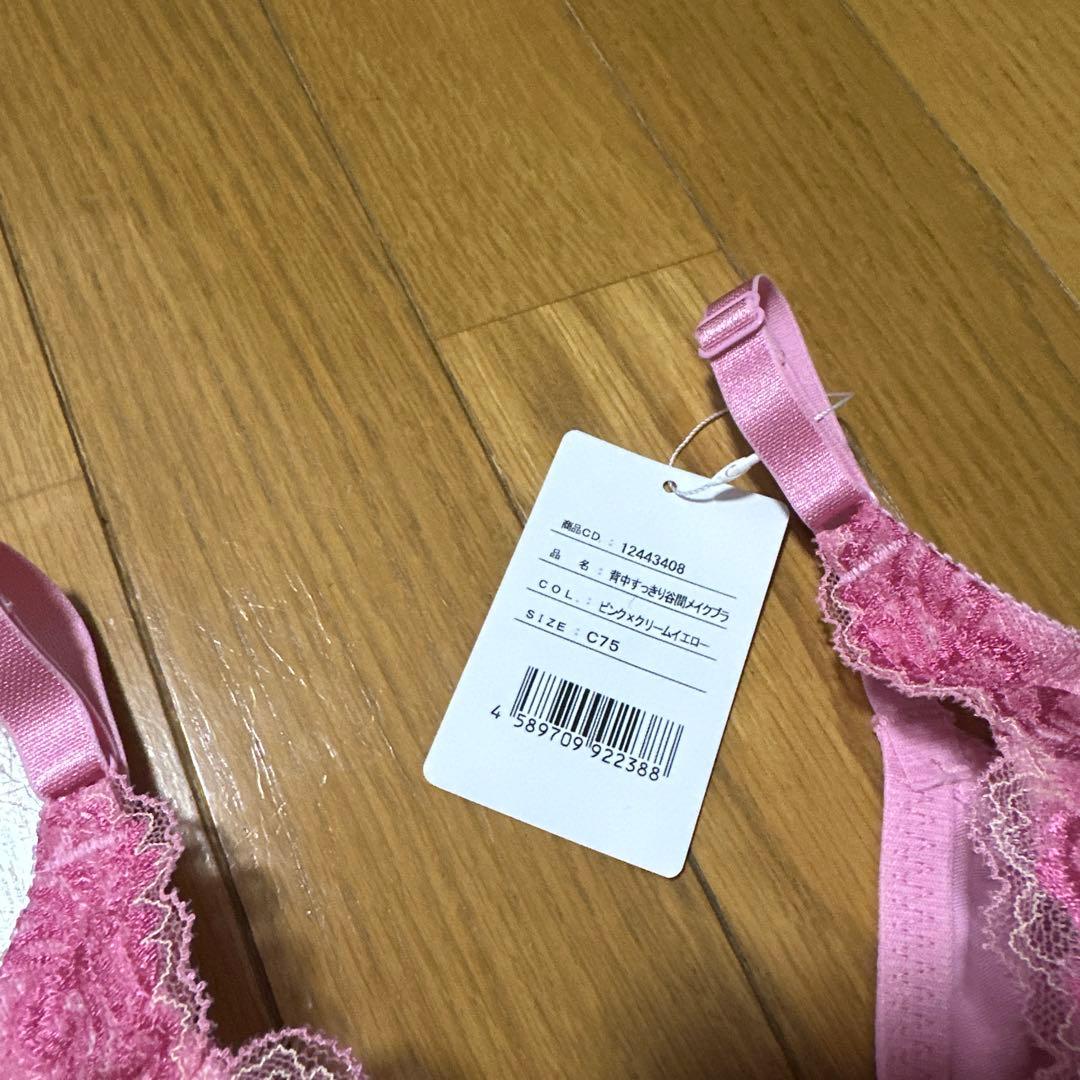 商品CD.:12443408
品 名:背中すっきり谷間メイクブラ
COL.:ピンク×クリームイエロー
SIZE:C75
4 589709 922388